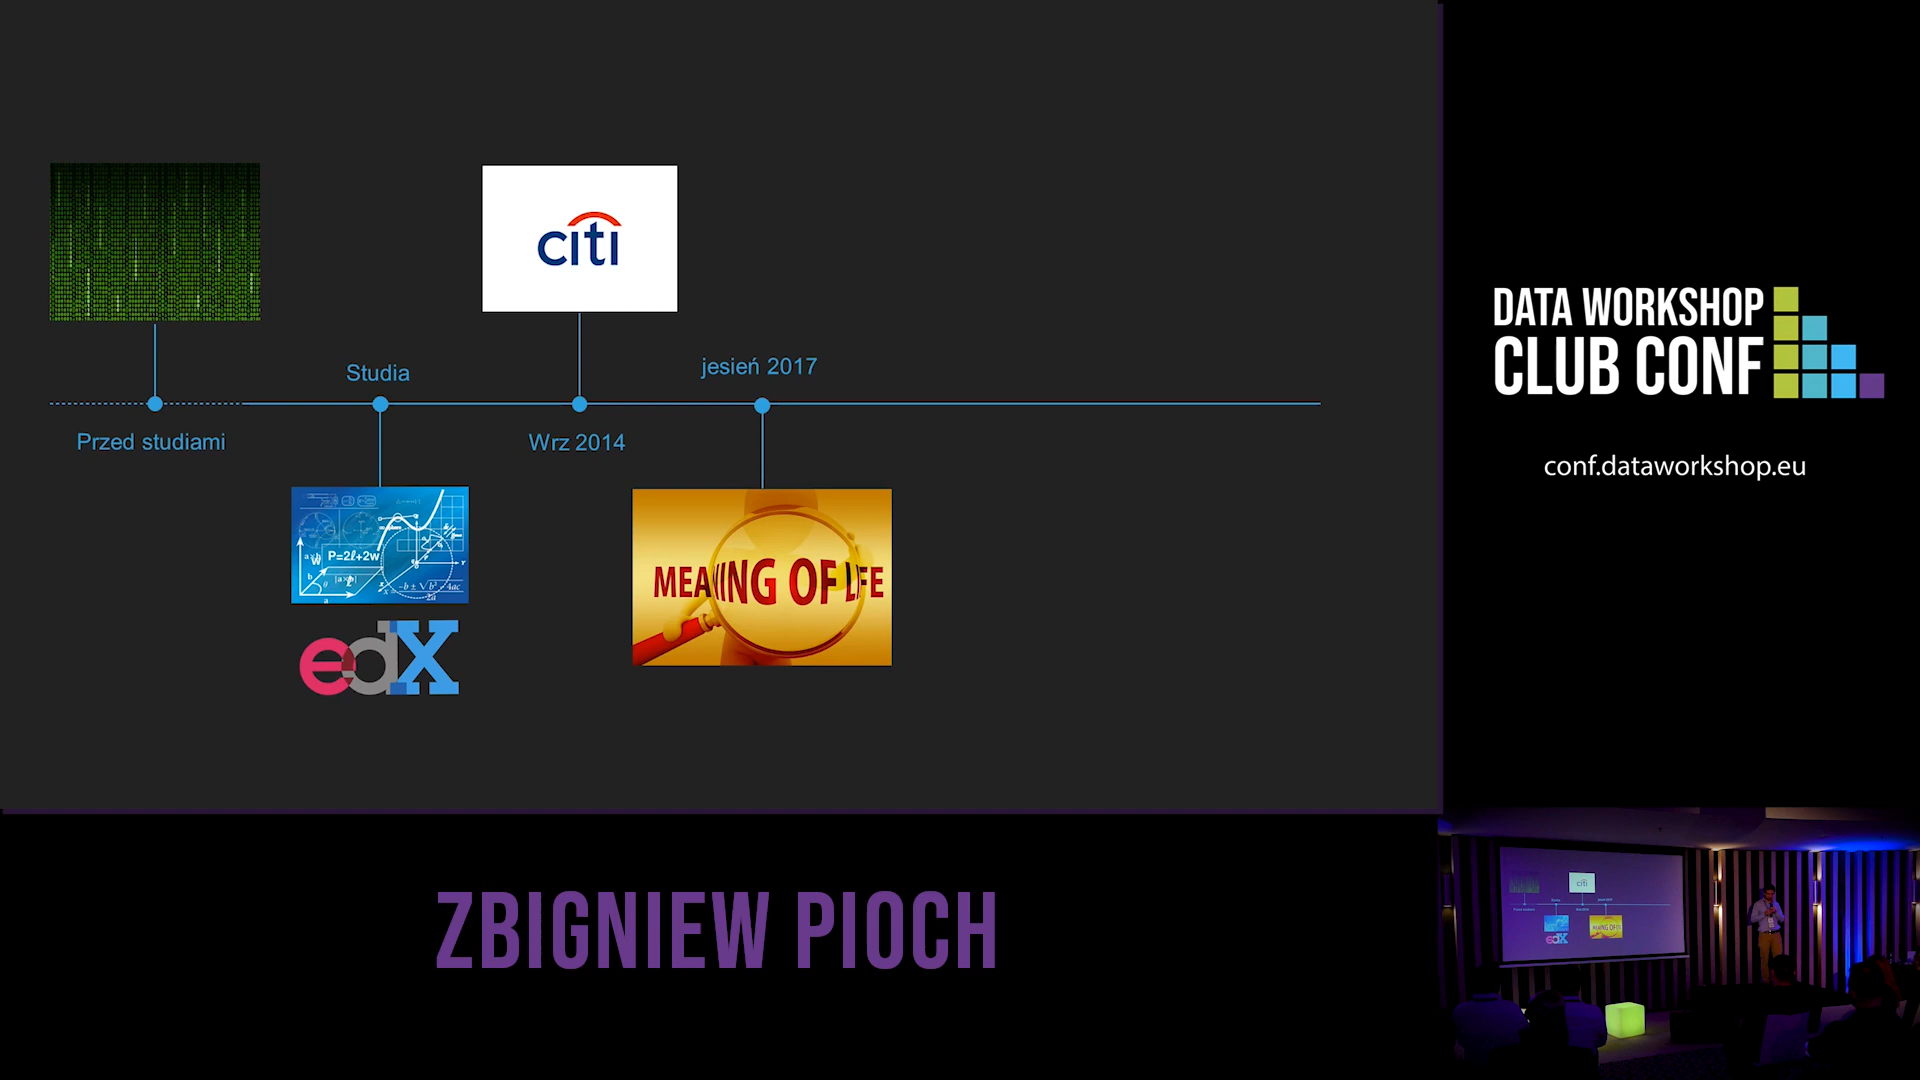 citi
Studia
jesień 2017
Przed studiami
Wrz 2014
P=2ℓ+2w
MEANING OF LIFE
edX
DATA WORKSHOP
CLUB CONF
conf.dataworkshop.eu
ZBIGNIEW PIOCH